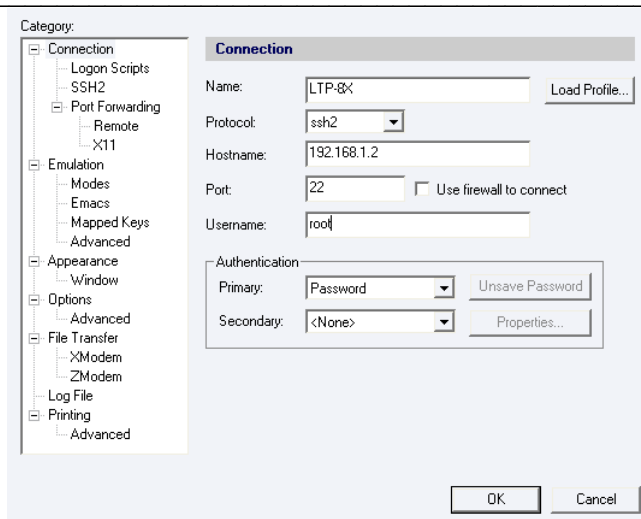 Category:
Connection
Logon Scripts
SSH2
Port Forwarding
Remote
X11
Emulation
Modes
Emacs
Mapped Keys
Advanced
Appearance
Window
Options
Advanced
File Transfer
XModem
ZModem
Log File
Printing
Advanced
Connection
Name: LTP-8X Load Profile...
Protocol: ssh2
Hostname: 192.168.1.2
Port: 22 Use firewall to connect
Username: root
Authentication
Primary: Password Unsave Password
Secondary: <None> Properties...
OK Cancel